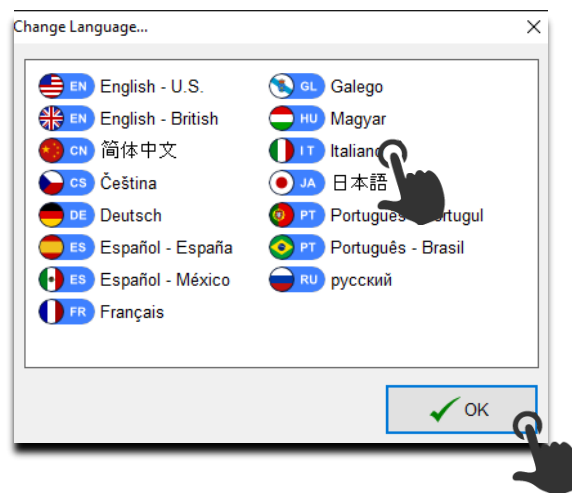 Change Language...
EN English - U.S.
EN English - British
CN 简体中文
CS Čeština
DE Deutsch
ES Español - España
ES Español - México
FR Français
GL Galego
HU Magyar
IT Italiano
JA 日本語
PT Português - Portugul
PT Português - Brasil
RU русский
OK